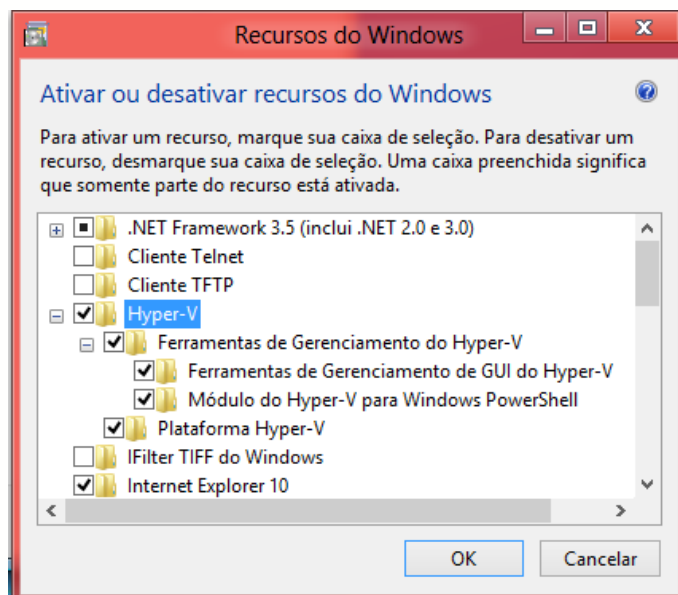 Recursos do Windows
Ativar ou desativar recursos do Windows
Para ativar um recurso, marque sua caixa de seleção. Para desativar um
recurso, desmarque sua caixa de seleção. Uma caixa preenchida significa
que somente parte do recurso está ativada.
.NET Framework 3.5 (inclui .NET 2.0 e 3.0)
Cliente Telnet
Cliente TFTP
Hyper-V
Ferramentas de Gerenciamento do Hyper-V
Ferramentas de Gerenciamento de GUI do Hyper-V
Módulo do Hyper-V para Windows PowerShell
Plataforma Hyper-V
IFilter TIFF do Windows
Internet Explorer 10
OK Cancelar